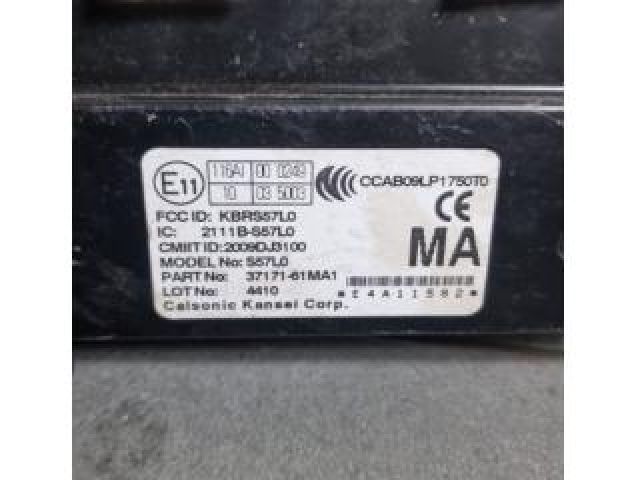 E11
116AI 00 0249
10 03 5003
CCAB09LP1750T0
CE
FCC ID: KBRS57L0
IC: 2111B-S57L0
CMIIT ID:2009DJ3100
MODEL No: S57L0
PART No: 37171-61MA1
LOT No: 4410
Calsonic Kansei Corp.
MA
*E4A11582*